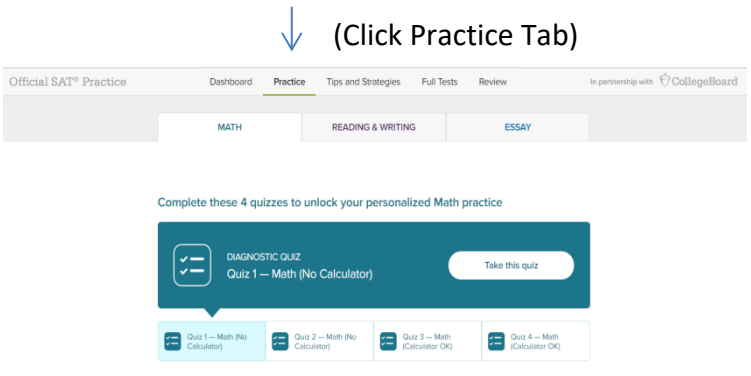 (Click Practice Tab)
Official SAT® Practice Dashboard Practice Tips and Strategies Full Tests Review In partnership with CollegeBoard
MATH READING & WRITING ESSAY
Complete these 4 quizzes to unlock your personalized Math practice
DIAGNOSTIC QUIZ
Quiz 1 — Math (No Calculator)
Take this quiz
Quiz 1 — Math (No
Calculator)
Quiz 2 — Math (No
Calculator)
Quiz 3 — Math
(Calculator OK)
Quiz 4 — Math
(Calculator OK)